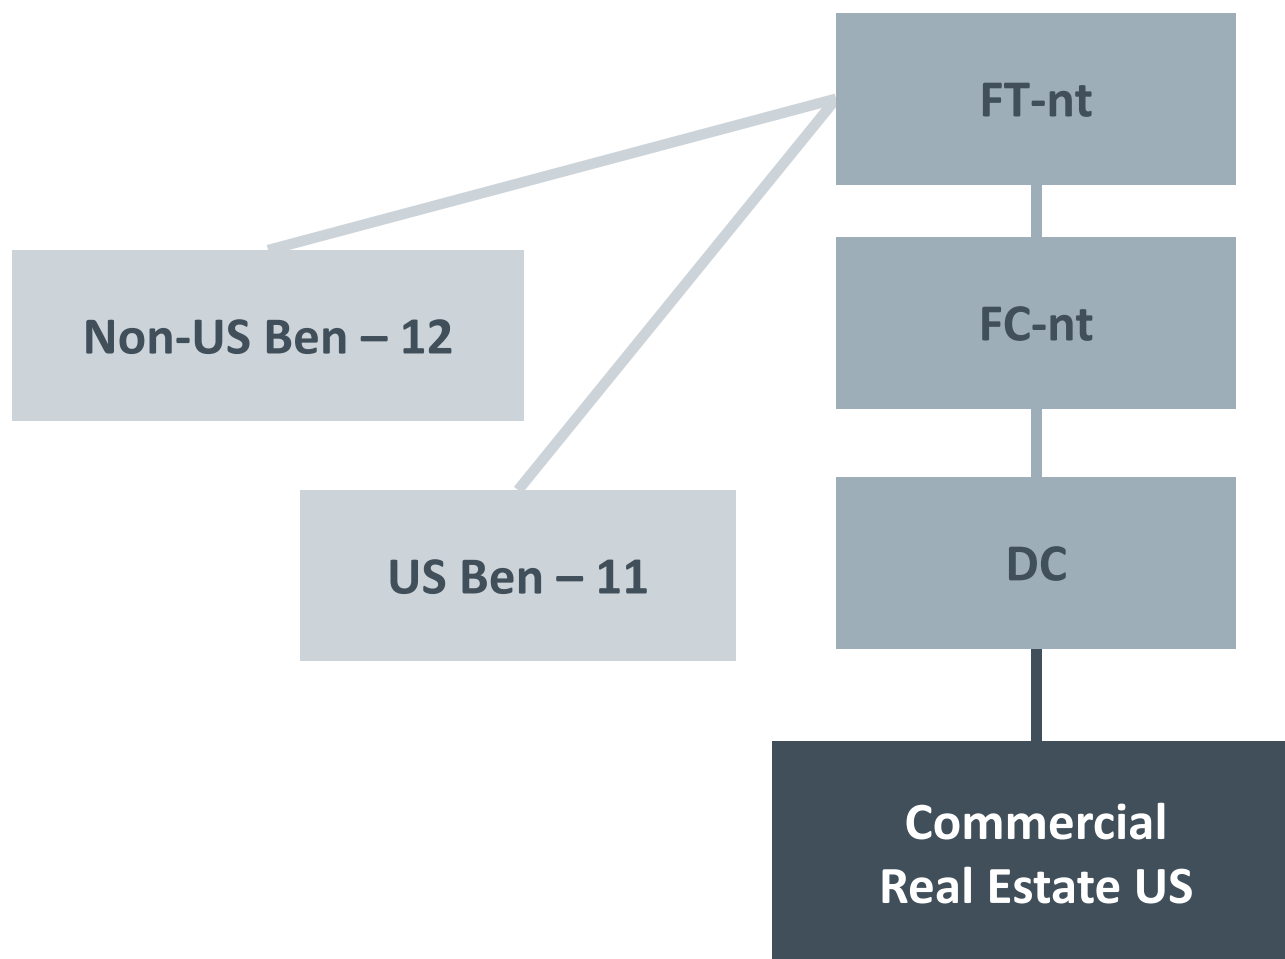 FT-nt
FC-nt
Non-US Ben – 12
DC
US Ben – 11
Commercial
Real Estate US